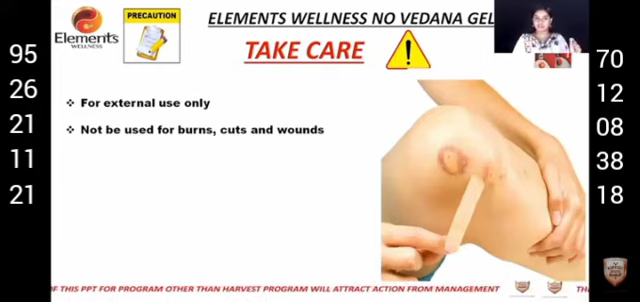 ELEMENTS WELLNESS NO VEDANA GEL
PRECAUTION
Elements
WELLNESS
TAKE CARE
95
26
21
11
21
70
12
08
38
18
❖ For external use only
❖ Not be used for burns, cuts and wounds
OF THIS PPT FOR PROGRAM OTHER THAN HARVEST PROGRAM WILL ATTRACT ACTION FROM MANAGEMENT